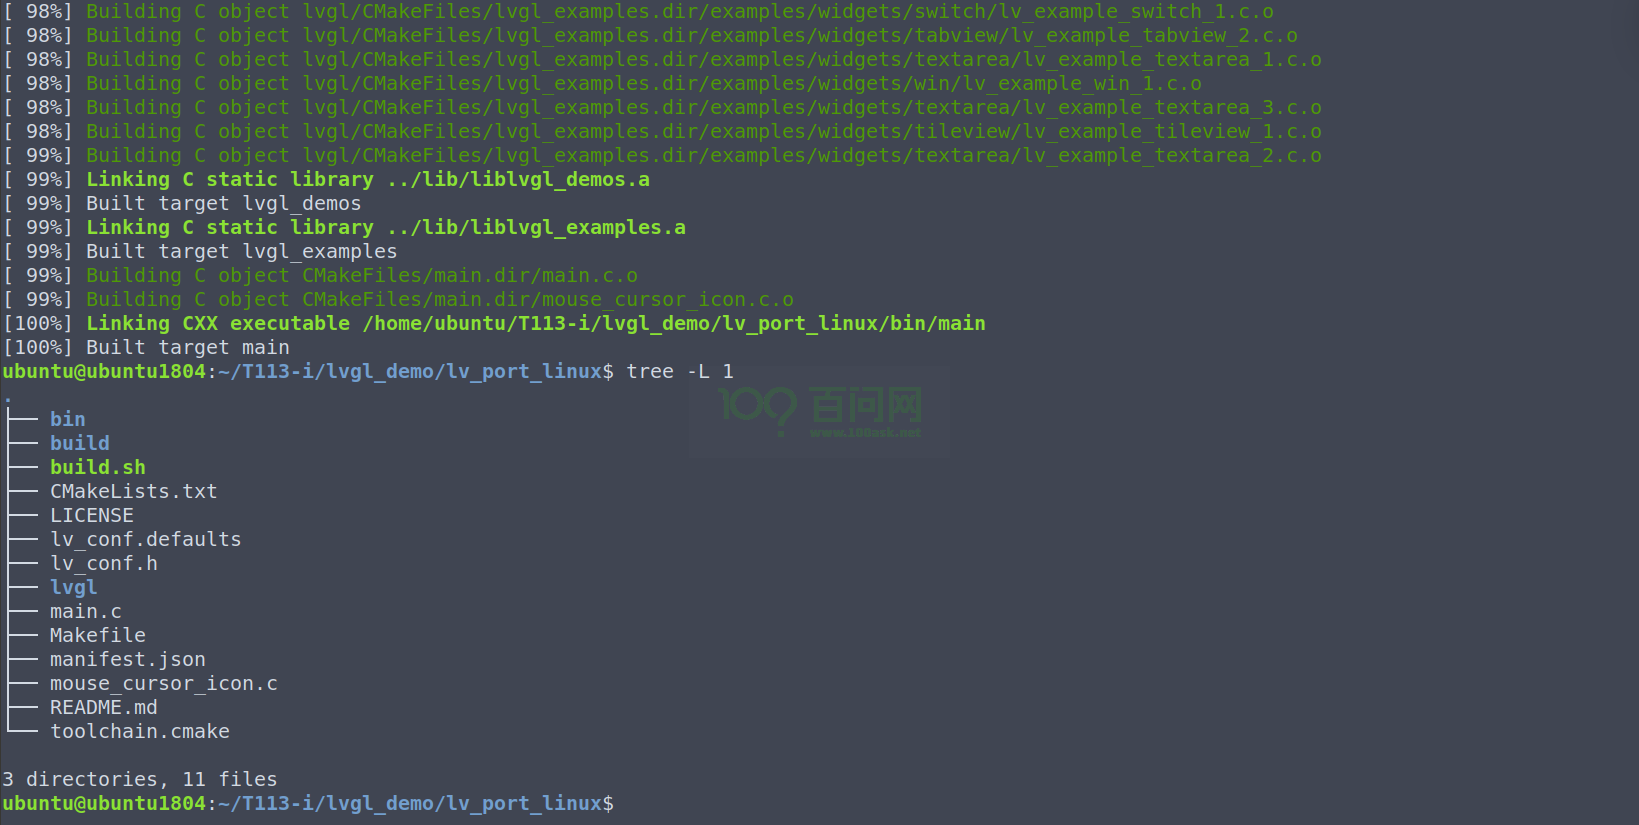 [ 98%] Building C object lvgl/CMakeFiles/lvgl_examples.dir/examples/widgets/switch/lv_example_switch_1.c.o
[ 98%] Building C object lvgl/CMakeFiles/lvgl_examples.dir/examples/widgets/tabview/lv_example_tabview_2.c.o
[ 98%] Building C object lvgl/CMakeFiles/lvgl_examples.dir/examples/widgets/textarea/lv_example_textarea_1.c.o
[ 98%] Building C object lvgl/CMakeFiles/lvgl_examples.dir/examples/widgets/win/lv_example_win_1.c.o
[ 98%] Building C object lvgl/CMakeFiles/lvgl_examples.dir/examples/widgets/textarea/lv_example_textarea_3.c.o
[ 98%] Building C object lvgl/CMakeFiles/lvgl_examples.dir/examples/widgets/tileview/lv_example_tileview_1.c.o
[ 99%] Building C object lvgl/CMakeFiles/lvgl_examples.dir/examples/widgets/textarea/lv_example_textarea_2.c.o
[ 99%] Linking C static library ../lib/liblvgl_demos.a
[ 99%] Built target lvgl_demos
[ 99%] Linking C static library ../lib/liblvgl_examples.a
[ 99%] Built target lvgl_examples
[ 99%] Building C object CMakeFiles/main.dir/main.c.o
[ 99%] Building C object CMakeFiles/main.dir/mouse_cursor_icon.c.o
[100%] Linking CXX executable /home/ubuntu/T113-i/lvgl_demo/lv_port_linux/bin/main
[100%] Built target main
ubuntu@ubuntu1804:~/T113-i/lvgl_demo/lv_port_linux$ tree -L 1
.
├── bin
├── build
├── build.sh
├── CMakeLists.txt
├── LICENSE
├── lv_conf.defaults
├── lv_conf.h
├── lvgl
├── main.c
├── Makefile
├── manifest.json
├── mouse_cursor_icon.c
├── README.md
└── toolchain.cmake
3 directories, 11 files
ubuntu@ubuntu1804:~/T113-i/lvgl_demo/lv_port_linux$
100? 百问网
www.100ask.net